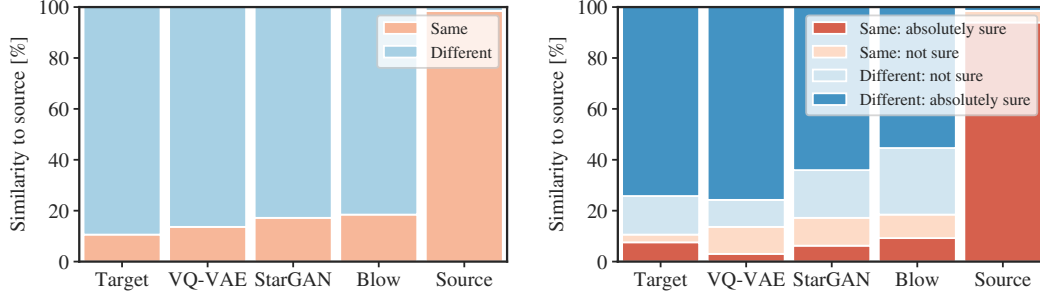 Similarity to source [%]
100
80
60
40
20
0
Same
Different
Target VQ-VAE StarGAN Blow Source
Similarity to source [%]
100
80
60
40
20
0
Same: absolutely sure
Same: not sure
Different: not sure
Different: absolutely sure
Target VQ-VAE StarGAN Blow Source